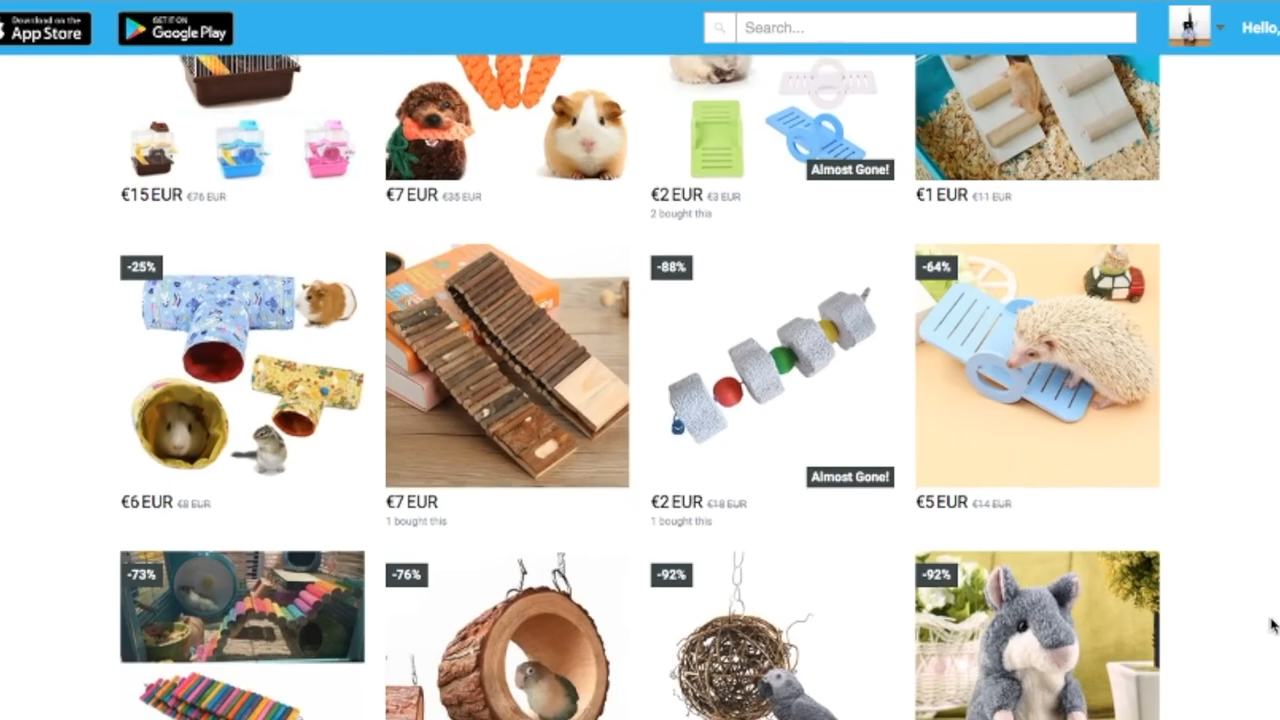 Download on the
App Store
GET IT ON
Google Play
Search...
Hello,
Almost Gone!
€15 EUR €76 EUR
€7 EUR €35 EUR
€2 EUR €3 EUR
2 bought this
€1 EUR €11 EUR
-25%
-88%
-64%
Almost Gone!
€6 EUR €8 EUR
€7 EUR
1 bought this
€2 EUR €18 EUR
1 bought this
€5 EUR €14 EUR
-73%
-76%
-92%
-92%